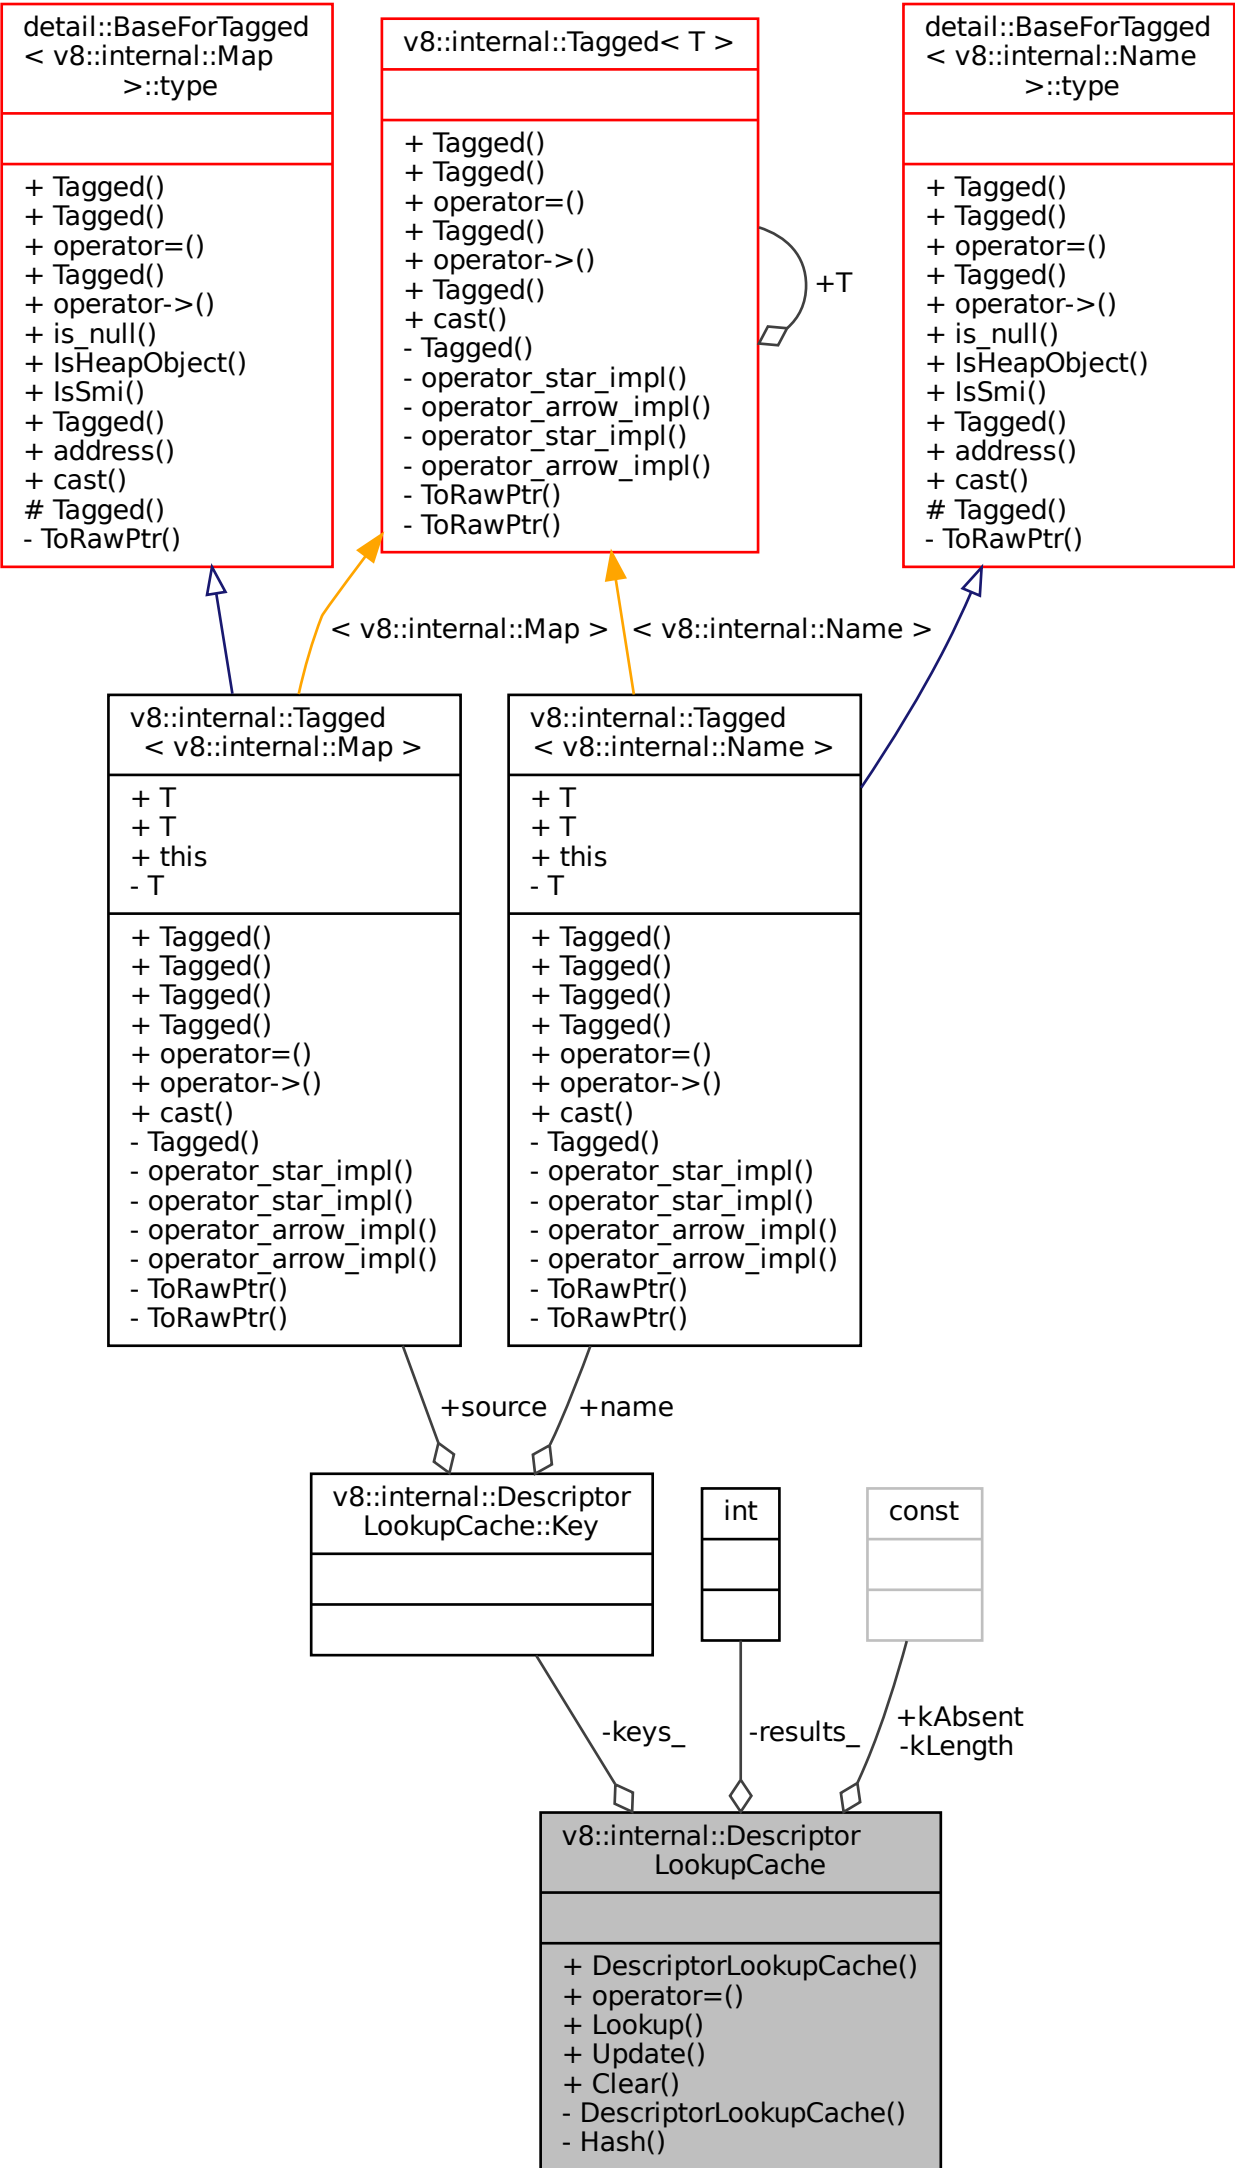 detail::BaseForTagged
< v8::internal::Map
>::type
+ Tagged()
+ Tagged()
+ operator=()
+ Tagged()
+ operator->()
+ is_null()
+ IsHeapObject()
+ IsSmi()
+ Tagged()
+ address()
+ cast()
# Tagged()
- ToRawPtr()
v8::internal::Tagged< T >
+ Tagged()
+ Tagged()
+ operator=()
+ Tagged()
+ operator->()
+ Tagged()
+ cast()
- Tagged()
- operator_star_impl()
- operator_arrow_impl()
- operator_star_impl()
- operator_arrow_impl()
- ToRawPtr()
- ToRawPtr()
+T
detail::BaseForTagged
< v8::internal::Name
>::type
+ Tagged()
+ Tagged()
+ operator=()
+ Tagged()
+ operator->()
+ is_null()
+ IsHeapObject()
+ IsSmi()
+ Tagged()
+ address()
+ cast()
# Tagged()
- ToRawPtr()
< v8::internal::Map >
< v8::internal::Name >
v8::internal::Tagged
< v8::internal::Map >
+ T
+ T
+ this
- T
+ Tagged()
+ Tagged()
+ Tagged()
+ Tagged()
+ operator=()
+ operator->()
+ cast()
- Tagged()
- operator_star_impl()
- operator_star_impl()
- operator_arrow_impl()
- operator_arrow_impl()
- ToRawPtr()
- ToRawPtr()
v8::internal::Tagged
< v8::internal::Name >
+ T
+ T
+ this
- T
+ Tagged()
+ Tagged()
+ Tagged()
+ Tagged()
+ operator=()
+ operator->()
+ cast()
- Tagged()
- operator_star_impl()
- operator_star_impl()
- operator_arrow_impl()
- operator_arrow_impl()
- ToRawPtr()
- ToRawPtr()
+source
+name
v8::internal::Descriptor
LookupCache::Key
int
const
-keys_
-results_
+kAbsent
-kLength
v8::internal::Descriptor
LookupCache
+ DescriptorLookupCache()
+ operator=()
+ Lookup()
+ Update()
+ Clear()
- DescriptorLookupCache()
- Hash()